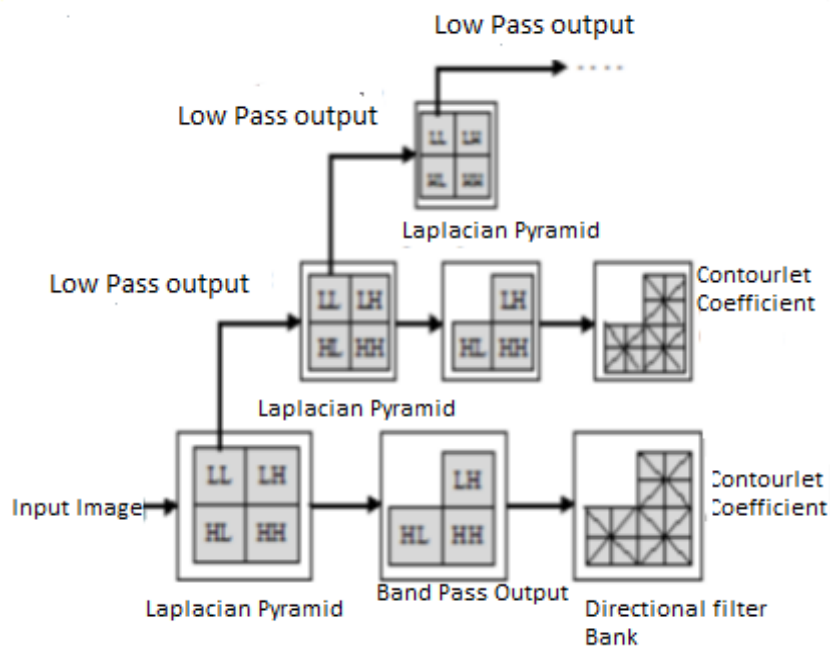 Low Pass output
Low Pass output
LL LH
HL HH
Laplacian Pyramid
Low Pass output
LL LH
HL HH
LH
HL HH
Contourlet
Coefficient
Laplacian Pyramid
Input Image
LL LH
HL HH
LH
HL HH
Contourlet
Coefficient
Laplacian Pyramid
Band Pass Output
Directional filter
Bank